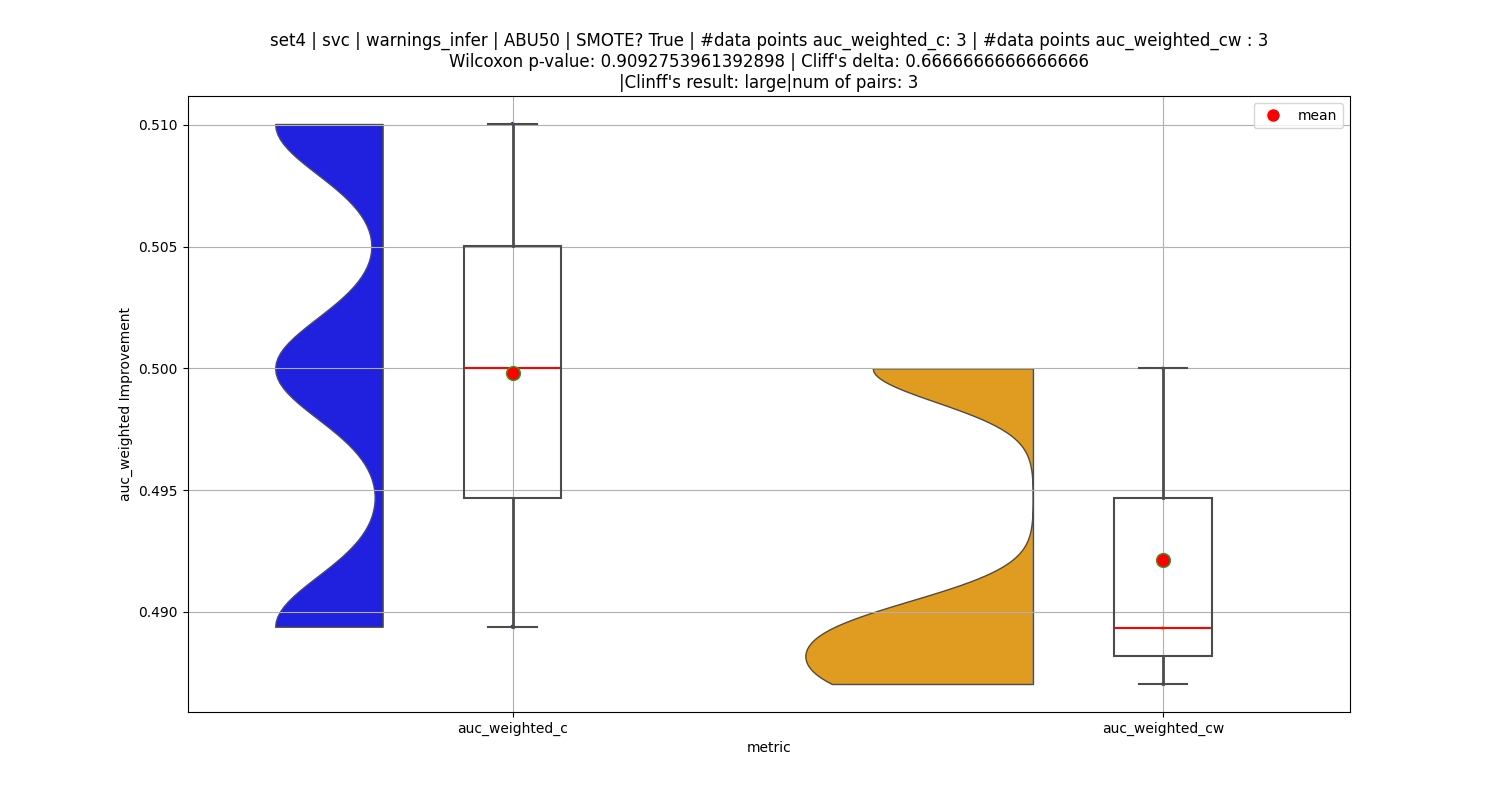 set4 | svc | warnings_infer | ABU50 | SMOTE? True | #data points auc_weighted_c: 3 | #data points auc_weighted_cw : 3
Wilcoxon p-value: 0.9092753961392898 | Cliff's delta: 0.6666666666666666
|Clinff's result: large|num of pairs: 3
mean
0.510
0.505
0.500
0.495
0.490
auc_weighted Improvement
auc_weighted_c
auc_weighted_cw
metric